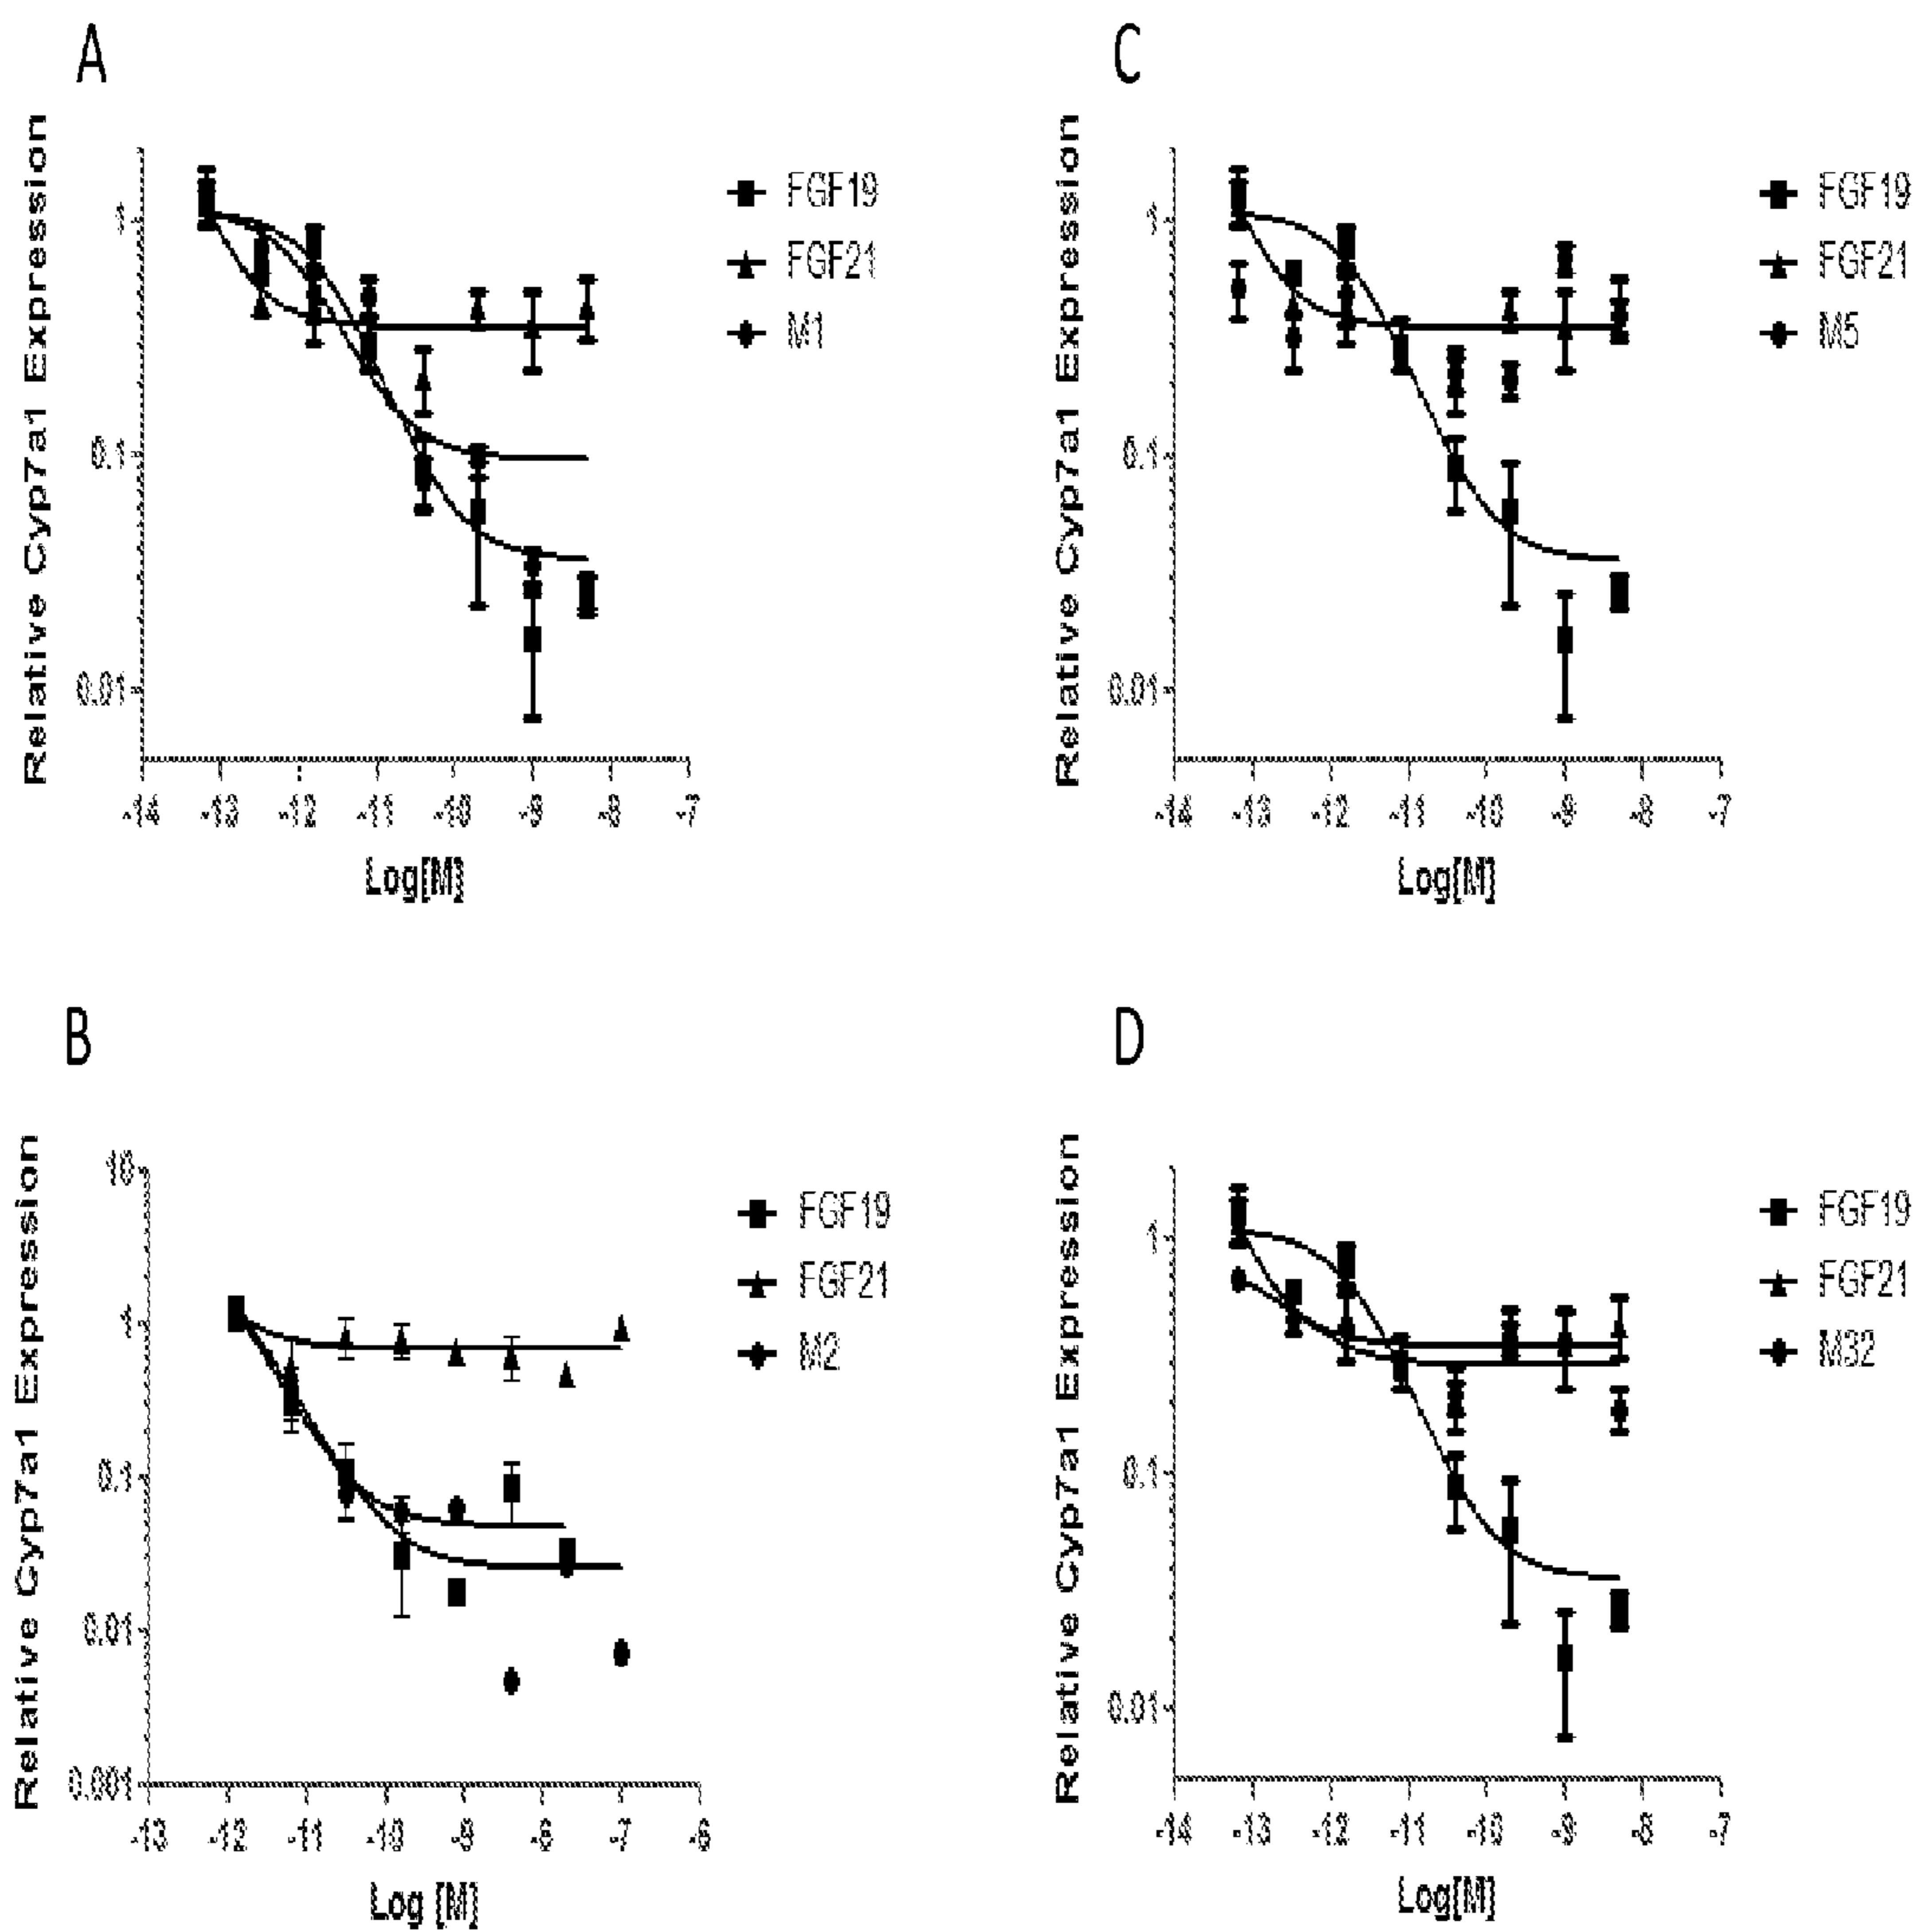 A
Relative Cyp7a1 Expression
1
0.1
0.01
-14 -13 -12 -11 -10 -9 -8 -7
Log[M]
FGF19
FGF21
M1
C
Relative Cyp7a1 Expression
1
0.1
0.01
-14 -13 -12 -11 -10 -9 -8 -7
Log[M]
FGF19
FGF21
M5
B
Relative Cyp7a1 Expression
10
1
0.1
0.01
0.001
-13 -12 -11 -10 -9 -8 -7 -6
Log [M]
FGF19
FGF21
M2
D
Relative Cyp7a1 Expression
1
0.1
0.01
-14 -13 -12 -11 -10 -9 -8 -7
Log[M]
FGF19
FGF21
M32